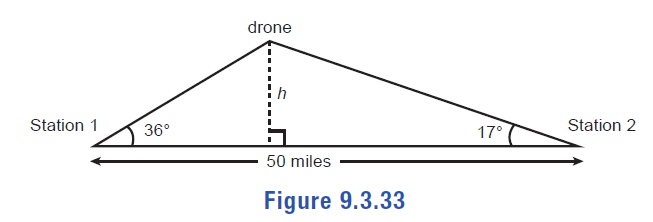 drone
h
Station 1
36°
17°
Station 2
50 miles
Figure 9.3.33